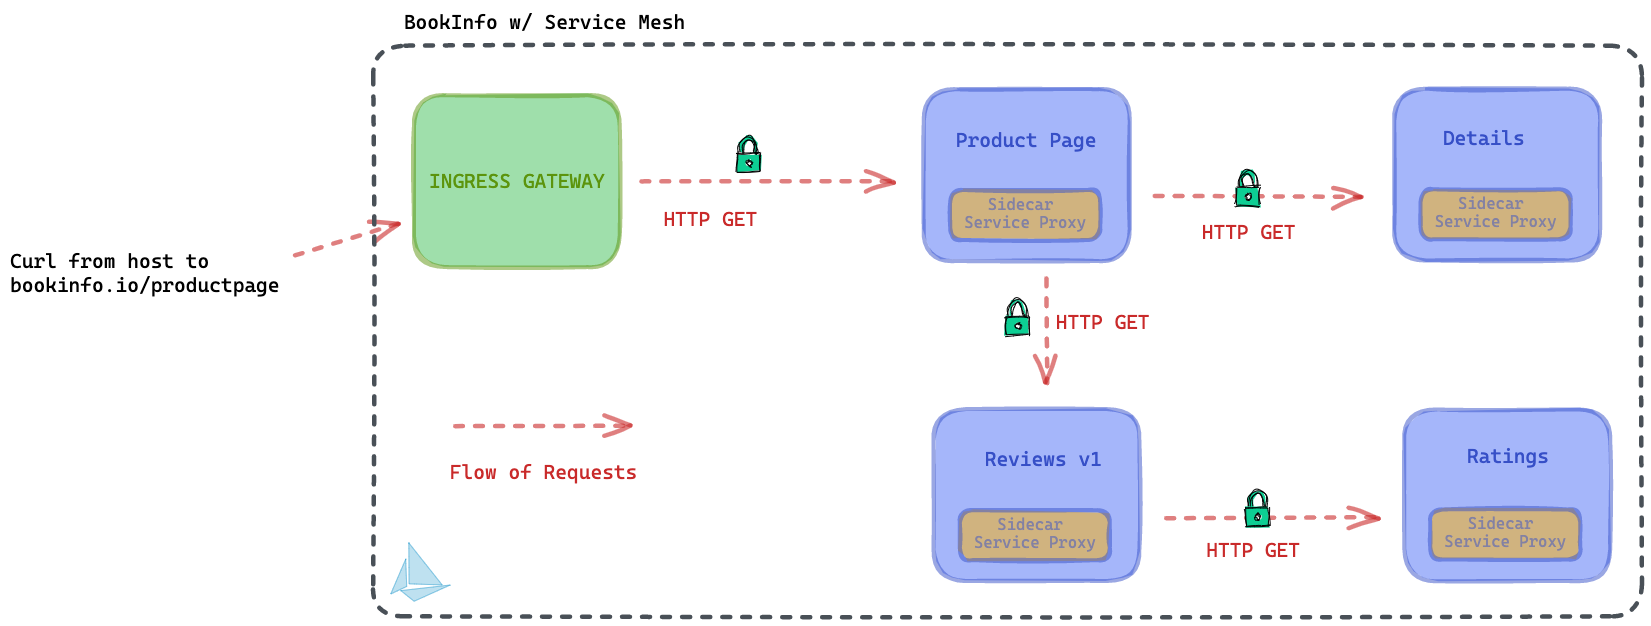 BookInfo w/ Service Mesh
INGRESS GATEWAY
HTTP GET
Product Page
Sidecar
Service Proxy
HTTP GET
Details
Sidecar
Service Proxy
Curl from host to
bookinfo.io/productpage
HTTP GET
Flow of Requests
Reviews v1
Sidecar
Service Proxy
HTTP GET
Ratings
Sidecar
Service Proxy